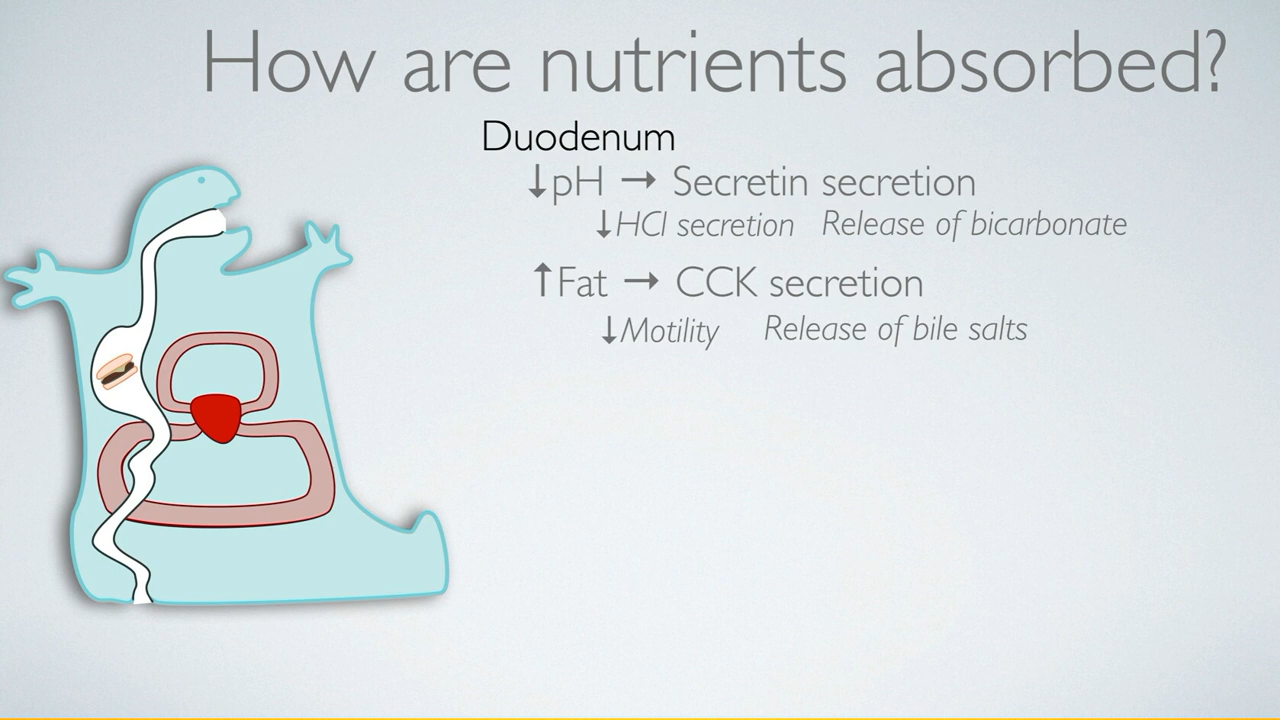 How are nutrients absorbed?
Duodenum
↓pH → Secretin secretion
↓HCl secretion Release of bicarbonate
↑Fat → CCK secretion
↓Motility Release of bile salts